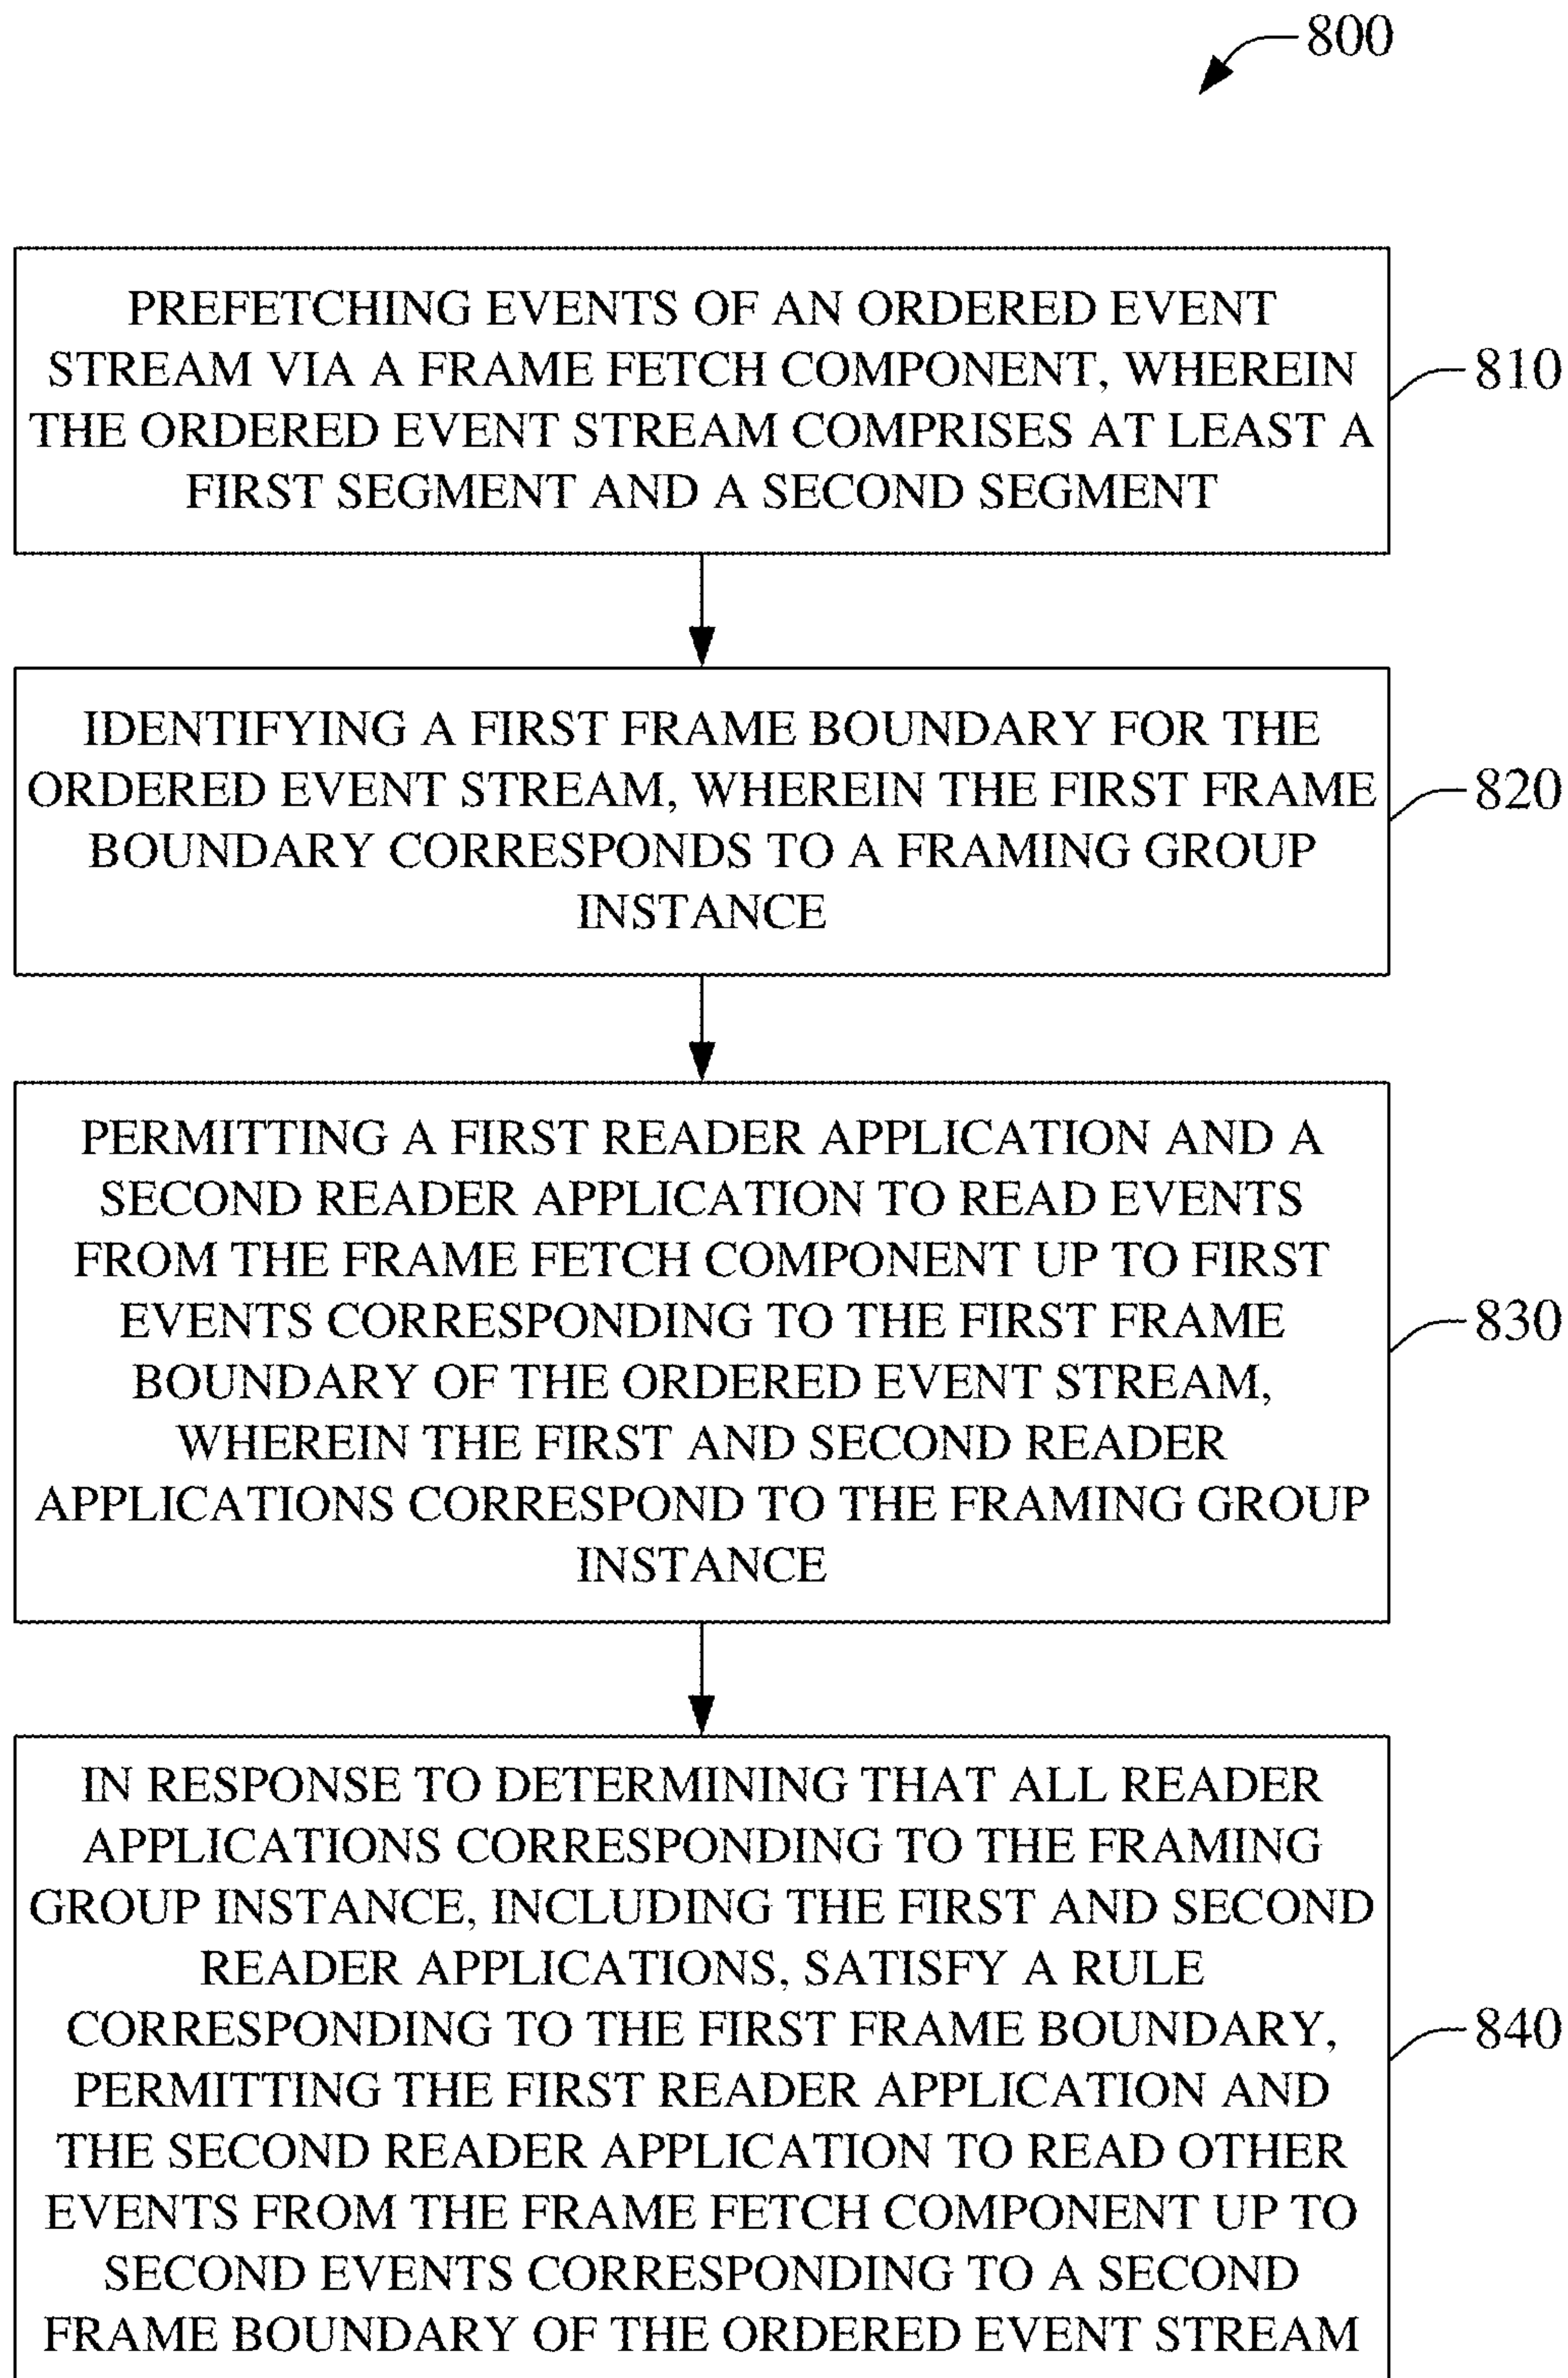 800
PREFETCHING EVENTS OF AN ORDERED EVENT
STREAM VIA A FRAME FETCH COMPONENT, WHEREIN
THE ORDERED EVENT STREAM COMPRISES AT LEAST A
FIRST SEGMENT AND A SECOND SEGMENT
810
IDENTIFYING A FIRST FRAME BOUNDARY FOR THE
ORDERED EVENT STREAM, WHEREIN THE FIRST FRAME
BOUNDARY CORRESPONDS TO A FRAMING GROUP
INSTANCE
820
PERMITTING A FIRST READER APPLICATION AND A
SECOND READER APPLICATION TO READ EVENTS
FROM THE FRAME FETCH COMPONENT UP TO FIRST
EVENTS CORRESPONDING TO THE FIRST FRAME
BOUNDARY OF THE ORDERED EVENT STREAM,
WHEREIN THE FIRST AND SECOND READER
APPLICATIONS CORRESPOND TO THE FRAMING GROUP
INSTANCE
830
IN RESPONSE TO DETERMINING THAT ALL READER
APPLICATIONS CORRESPONDING TO THE FRAMING
GROUP INSTANCE, INCLUDING THE FIRST AND SECOND
READER APPLICATIONS, SATISFY A RULE
CORRESPONDING TO THE FIRST FRAME BOUNDARY,
PERMITTING THE FIRST READER APPLICATION AND
THE SECOND READER APPLICATION TO READ OTHER
EVENTS FROM THE FRAME FETCH COMPONENT UP TO
SECOND EVENTS CORRESPONDING TO A SECOND
FRAME BOUNDARY OF THE ORDERED EVENT STREAM
840